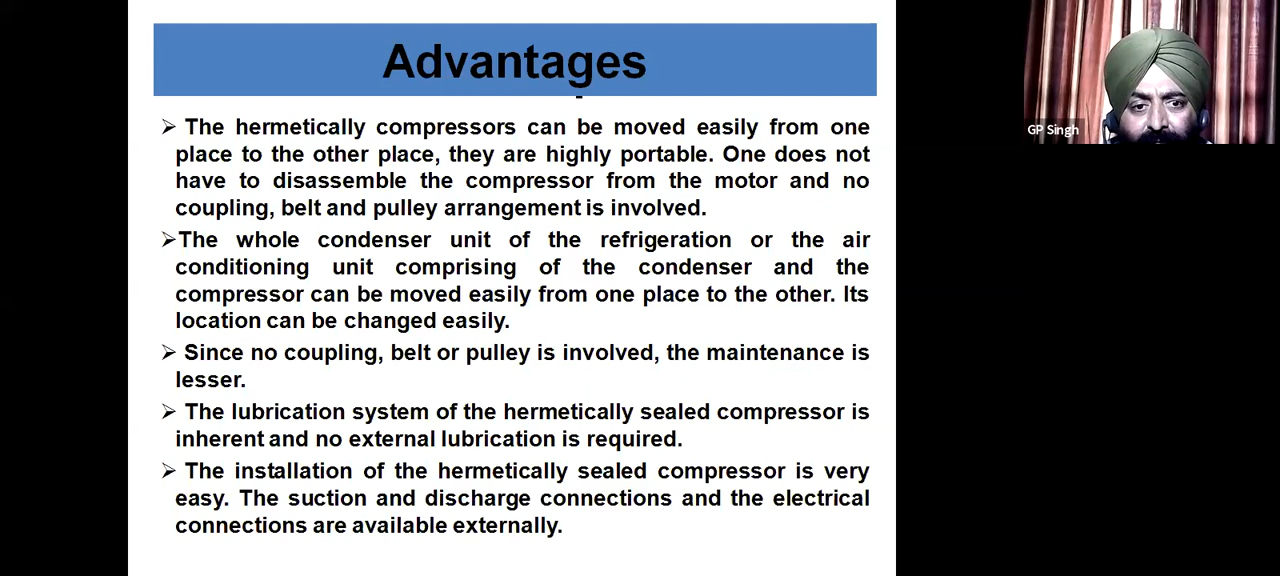 Advantages
➢ The hermetically compressors can be moved easily from one
place to the other place, they are highly portable. One does not
have to disassemble the compressor from the motor and no
coupling, belt and pulley arrangement is involved.
➢The whole condenser unit of the refrigeration or the air
conditioning unit comprising of the condenser and the
compressor can be moved easily from one place to the other. Its
location can be changed easily.
➢ Since no coupling, belt or pulley is involved, the maintenance is
lesser.
➢ The lubrication system of the hermetically sealed compressor is
inherent and no external lubrication is required.
➢ The installation of the hermetically sealed compressor is very
easy. The suction and discharge connections and the electrical
connections are available externally.
GP Singh